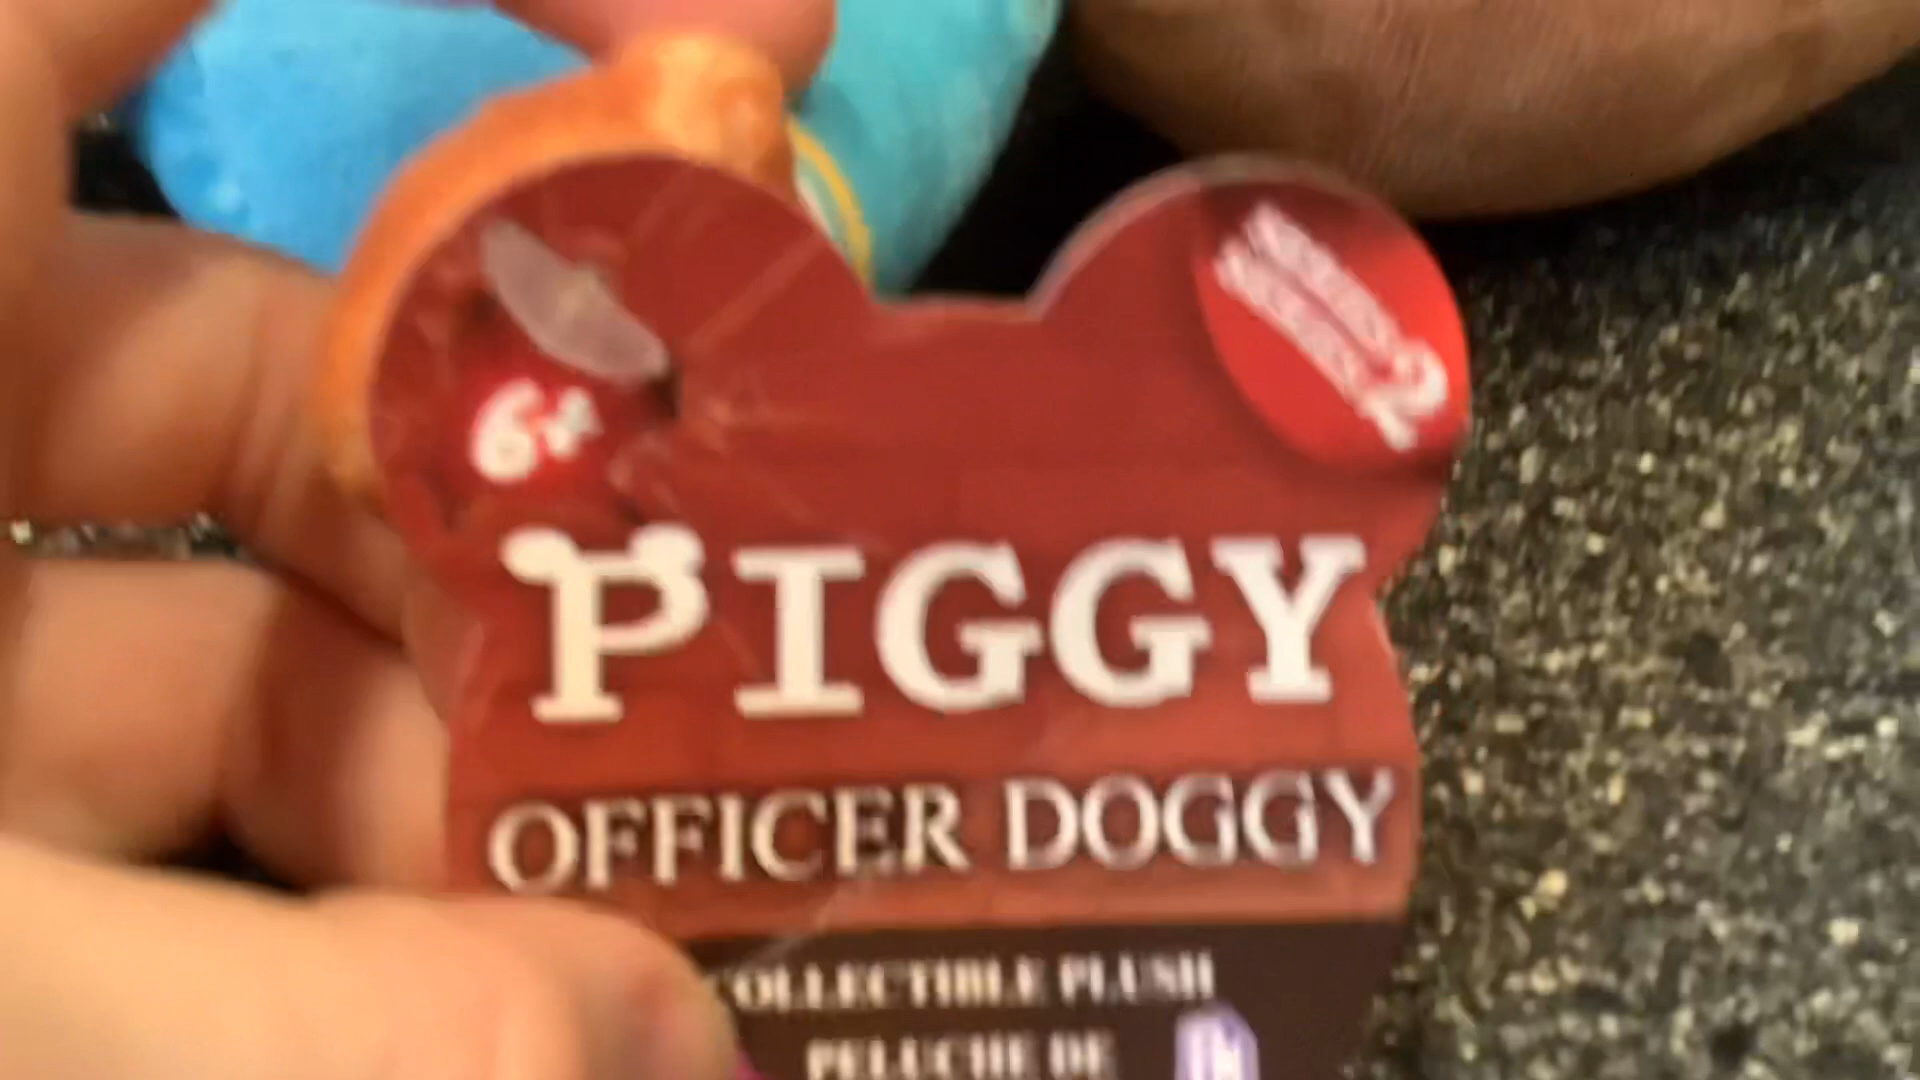 6+
PIGGY
OFFICER DOGGY
COLLECTIBLE PLUSH
PELUCHE DE